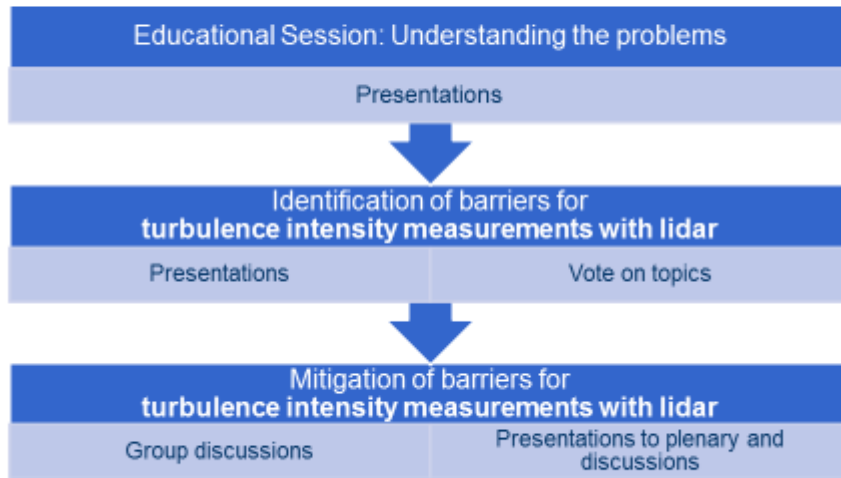 Educational Session: Understanding the problems
Presentations
Identification of barriers for
turbulence intensity measurements with lidar
Presentations
Vote on topics
Mitigation of barriers for
turbulence intensity measurements with lidar
Group discussions
Presentations to plenary and
discussions